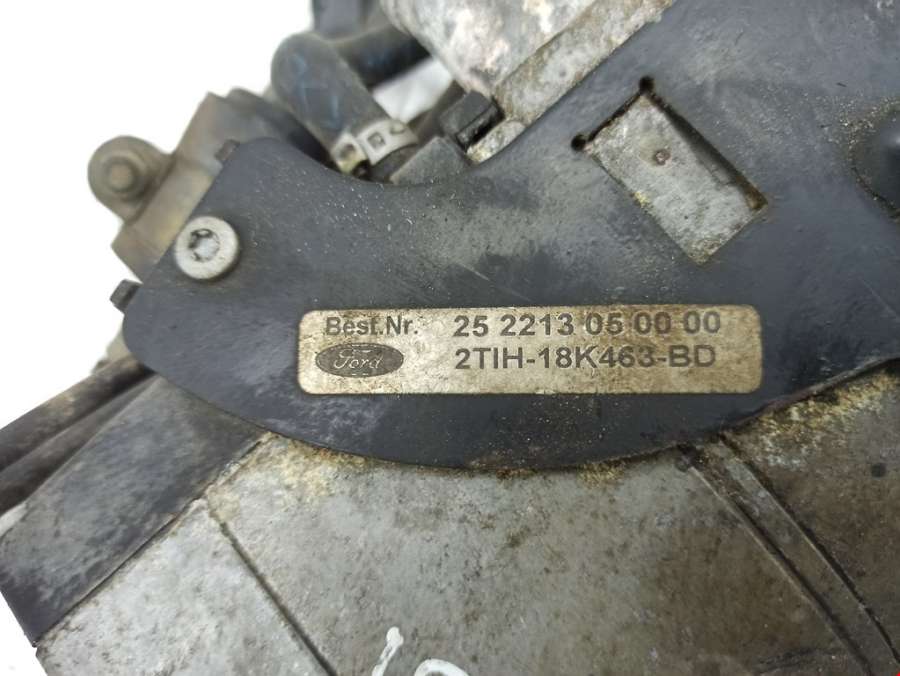 Best.Nr. 25 2213 05 00 00
Ford 2TIH-18K463-BD